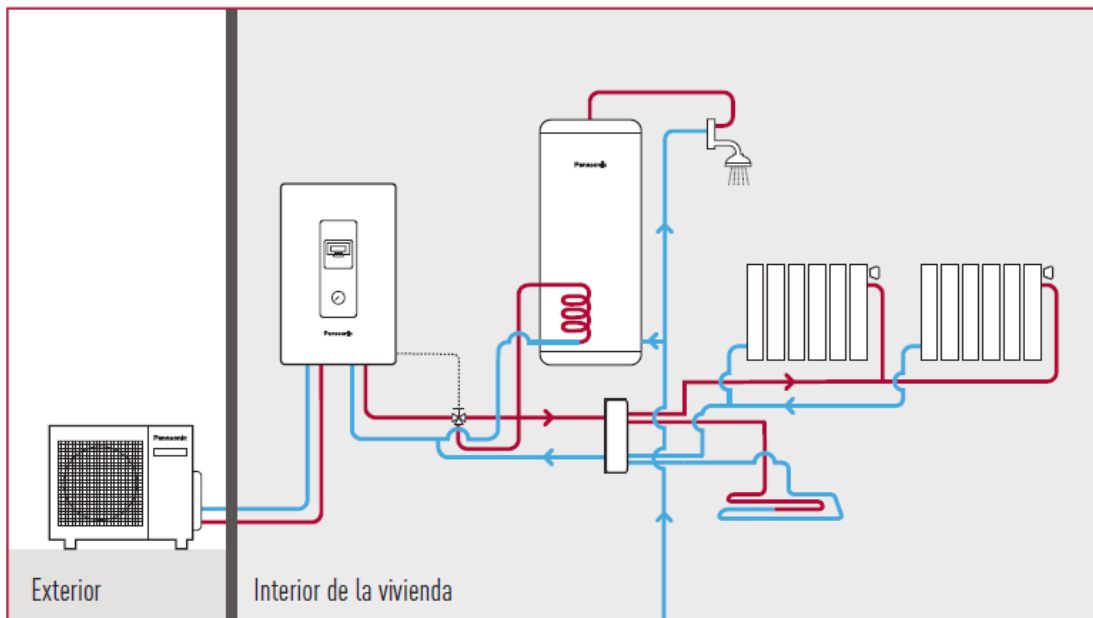 Panasonic
Panasonic
Panasonic
Exterior
Interior de la vivienda